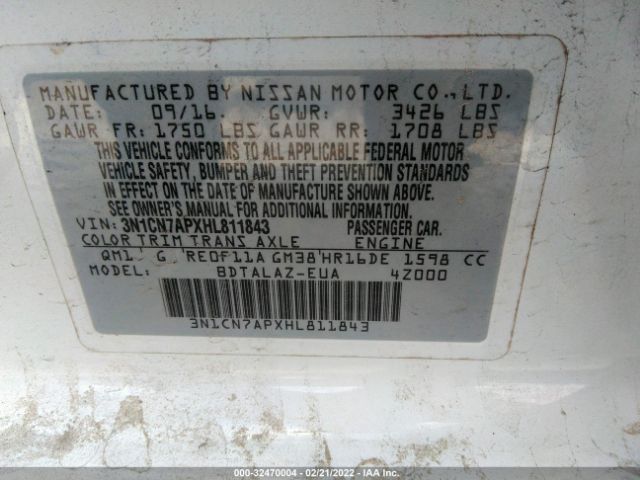 MANUFACTURED BY NISSAN MOTOR CO., LTD.
DATE: 09/16 GVWR: 3426 LBS
GAWR FR: 1750 LBS GAWR RR: 1708 LBS
THIS VEHICLE CONFORMS TO ALL APPLICABLE FEDERAL MOTOR
VEHICLE SAFETY, BUMPER AND THEFT PREVENTION STANDARDS
IN EFFECT ON THE DATE OF MANUFACTURE SHOWN ABOVE.
SEE OWNER'S MANUAL FOR ADDITIONAL INFORMATION.
VIN: 3N1CN7APXHL811843 PASSENGER CAR.
COLOR TRIM TRANS AXLE ENGINE
QM1 G RE0F11A GM38 HR16DE 1598 CC
MODEL: BDTALAZ-EUA 4Z000
3N1CN7APXHL811843
000-32470004 - 02/21/2022 - IAA Inc.